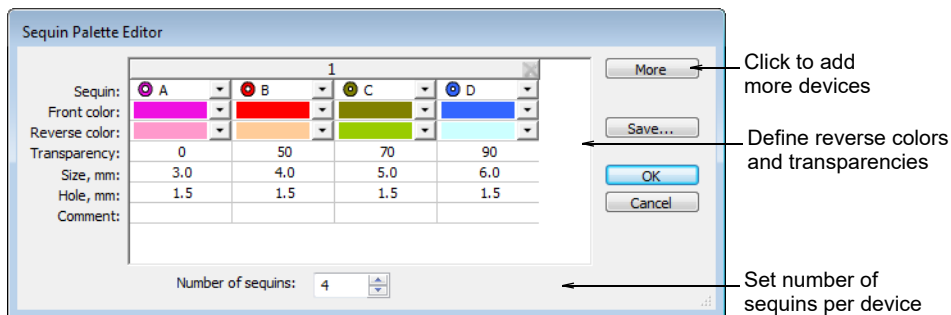 Sequin Palette Editor
1
Sequin: A B C D
Front color:
Reverse color:
Transparency: 0 50 70 90
Size, mm: 3.0 4.0 5.0 6.0
Hole, mm: 1.5 1.5 1.5 1.5
Comment:
Number of sequins: 4
More
Save...
OK
Cancel
Click to add
more devices
Define reverse colors
and transparencies
Set number of
sequins per device